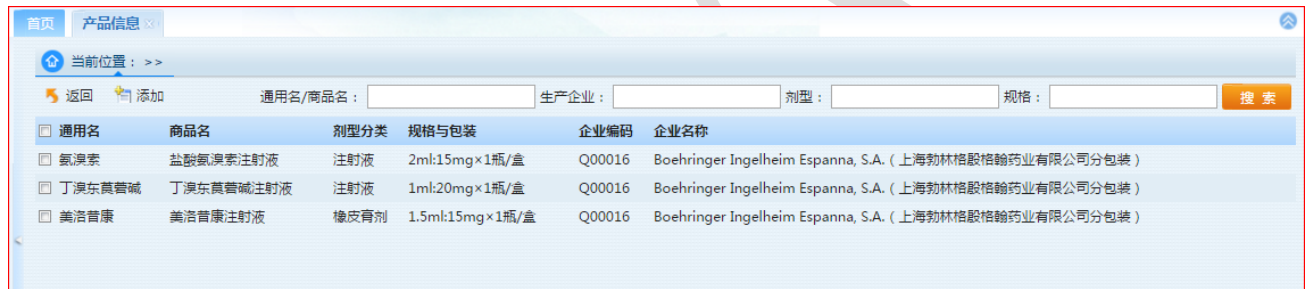 首页 产品信息
当前位置： >>
返回 添加 通用名/商品名： 生产企业： 剂型： 规格： 搜 索
通用名 商品名 剂型分类 规格与包装 企业编码 企业名称
氨溴索 盐酸氨溴索注射液 注射液 2ml:15mg×1瓶/盒 Q00016 Boehringer Ingelheim Espanna, S.A.（上海勃林格殷格翰药业有限公司分包装）
丁溴东莨菪碱 丁溴东莨菪碱注射液 注射液 1ml:20mg×1瓶/盒 Q00016 Boehringer Ingelheim Espanna, S.A.（上海勃林格殷格翰药业有限公司分包装）
美洛昔康 美洛昔康注射液 橡皮膏剂 1.5ml:15mg×1瓶/盒 Q00016 Boehringer Ingelheim Espanna, S.A.（上海勃林格殷格翰药业有限公司分包装）